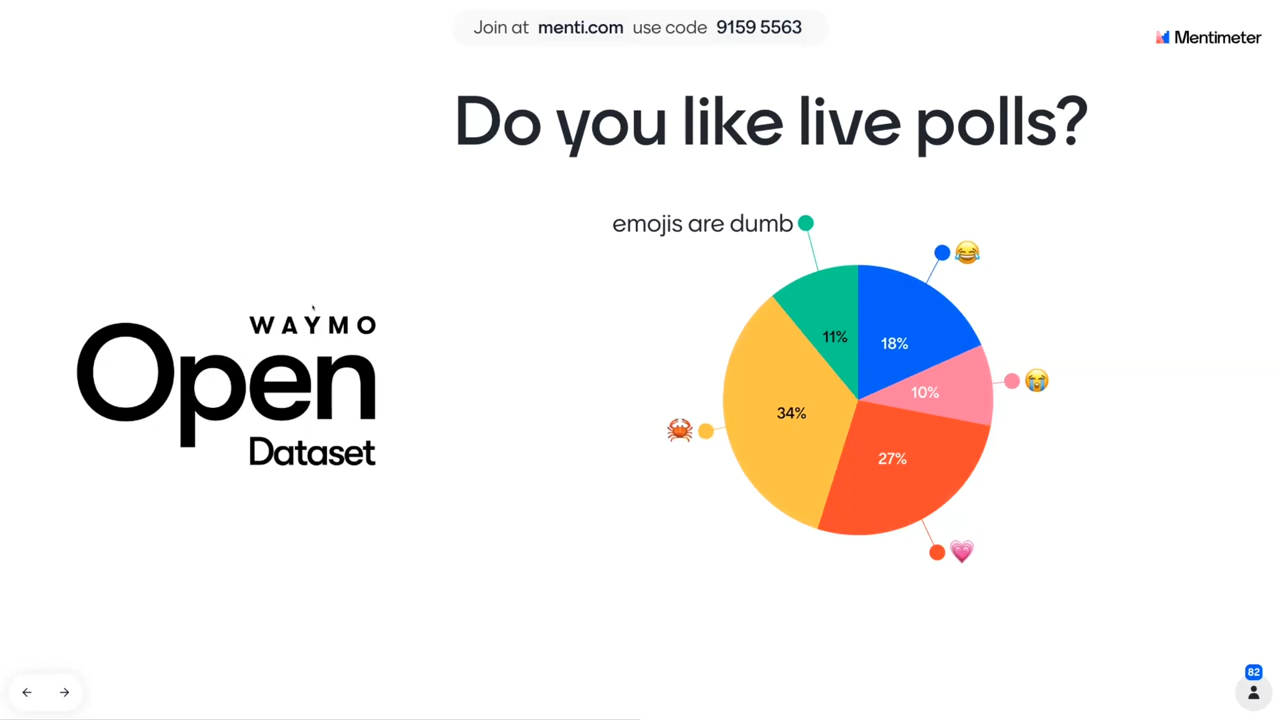 Join at menti.com use code 9159 5563
Mentimeter
Do you like live polls?
emojis are dumb
11%
18%
10%
34%
27%
WAYMO
Open
Dataset
82